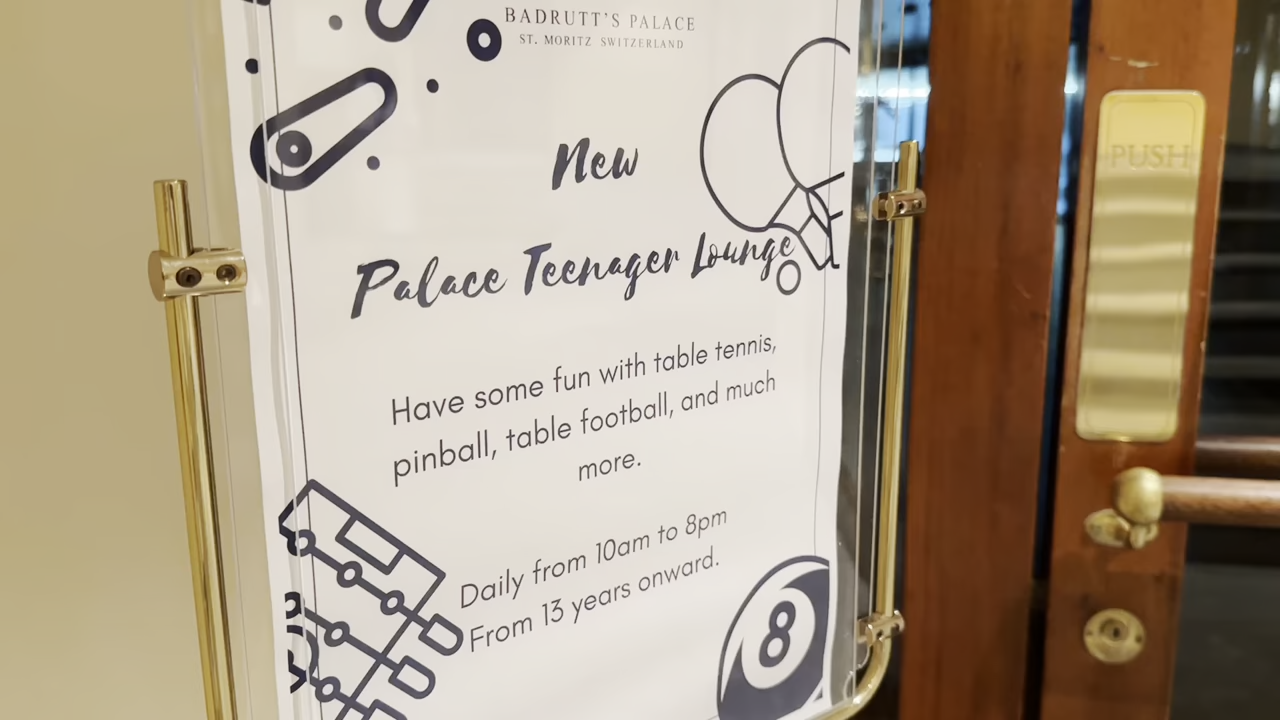 BADRUTT'S PALACE
ST. MORITZ SWITZERLAND
New
Palace Teenager Lounge
Have some fun with table tennis,
pinball, table football, and much
more.
Daily from 10am to 8pm
From 13 years onward.
8
PUSH